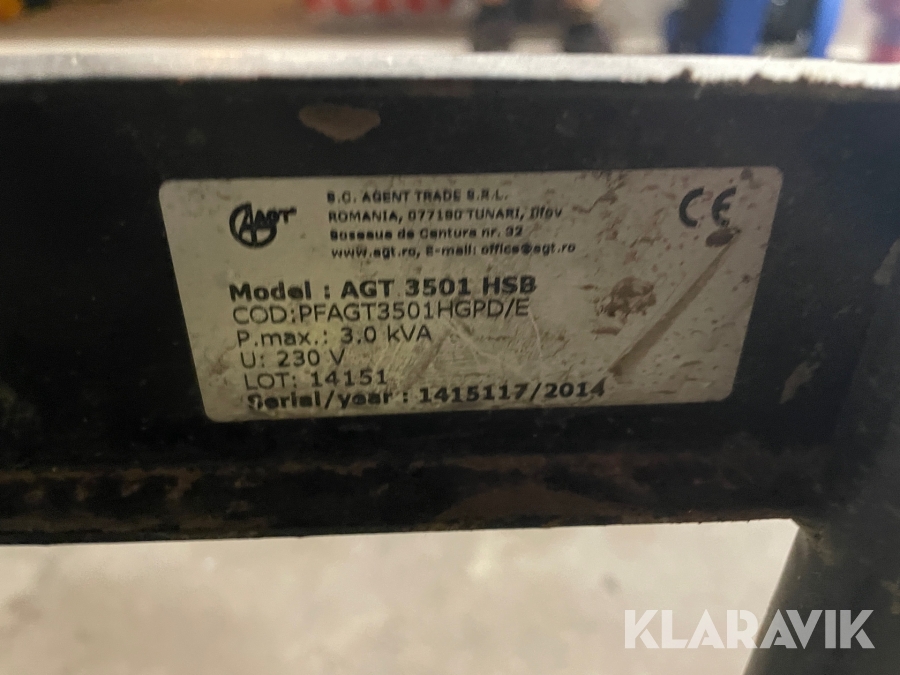 AGT
S.C. AGENT TRADE S.R.L.
ROMANIA, 077180 TUNARI, Ilfov
Soseaua de Centura nr. 32
www.agt.ro, E-mail: office@agt.ro
CE
Model : AGT 3501 HSB
COD:PFAGT3501HGPD/E
P.max.: 3.0 kVA
U: 230 V
LOT: 14151
Serial/year : 1415117/2014
KLARAVIK